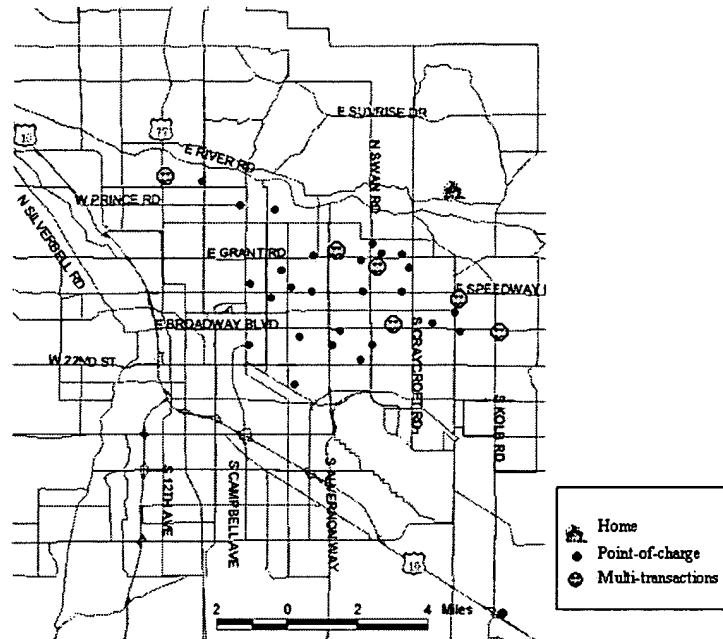 E SUNRISE DR
E RIVER RD
N SWAN RD
W PRINCE RD
N SILVERBELL RD
E GRANT RD
E SPEEDWAY
E BROADWAY BLVD
W 22ND ST
S CRAYCROFT RD
S KOLB RD
S 12TH AVE
S CAMPBELL AVE
S ALVERNON WAY
19
2 0 2 4 Miles
Home
Point-of-charge
Multi-transactions